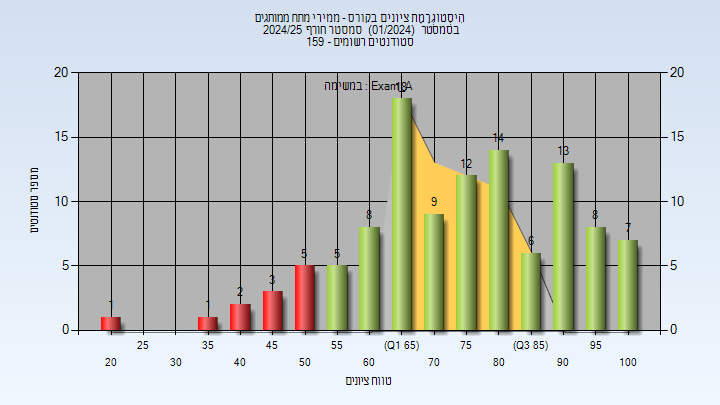 היסטוגרמת ציונים בקורס - ממירי מתח ממותגים
בסמסטר (01/2024) סמסטר חורף 2024/25
סטודנטים רשומים - 159
במשימה : Exam A
20 20
15 15
10 10
5 5
0 0
מספר סטודנטים
1 1 2 3 5 5 8 18 9 12 14 6 13 8 7
25 35 45 55 (Q1 65) 75 (Q3 85) 95
20 30 40 50 60 70 80 90 100
טווח ציונים